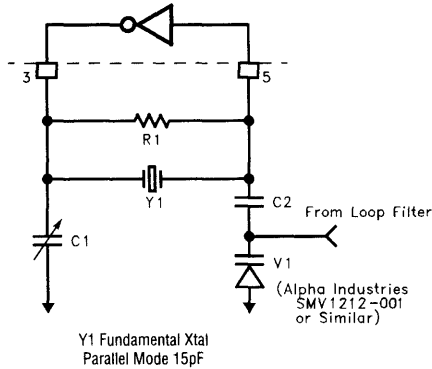 3
5
R1
Y1
C2
From Loop Filter
C1
V1
(Alpha Industries
SMV1212-001
or Similar)
Y1 Fundamental Xtal
Parallel Mode 15pF